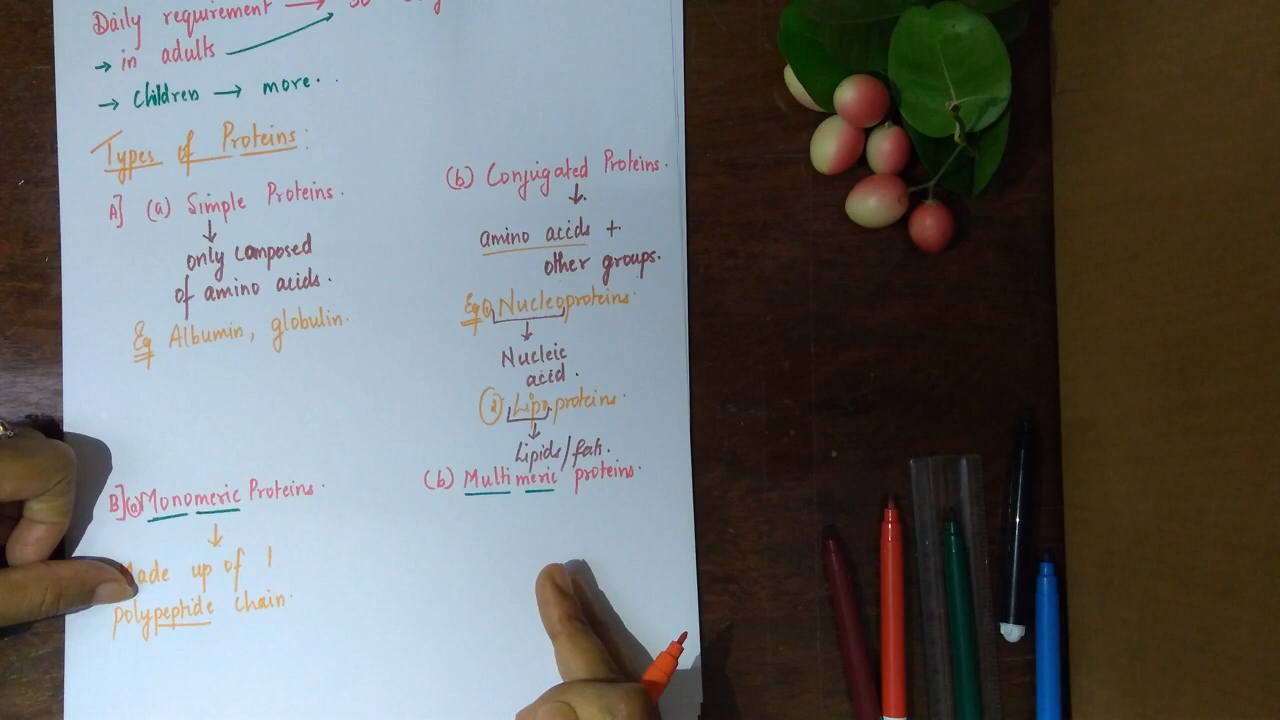 Daily requirement →
→ in adults
→ Children → more.
Types of Proteins:
A] (a) Simple Proteins.
↓
only composed
of amino acids.
Eg Albumin, globulin.
(b) Conjugated Proteins.
↓
amino acids +
other groups.
Eg ① Nucleoproteins.
↓
Nucleic
acid.
② Lipoproteins.
↓
Lipids/fats.
B] (a) Monomeric Proteins.
↓
Made up of 1
polypeptide chain.
(b) Multimeric proteins.